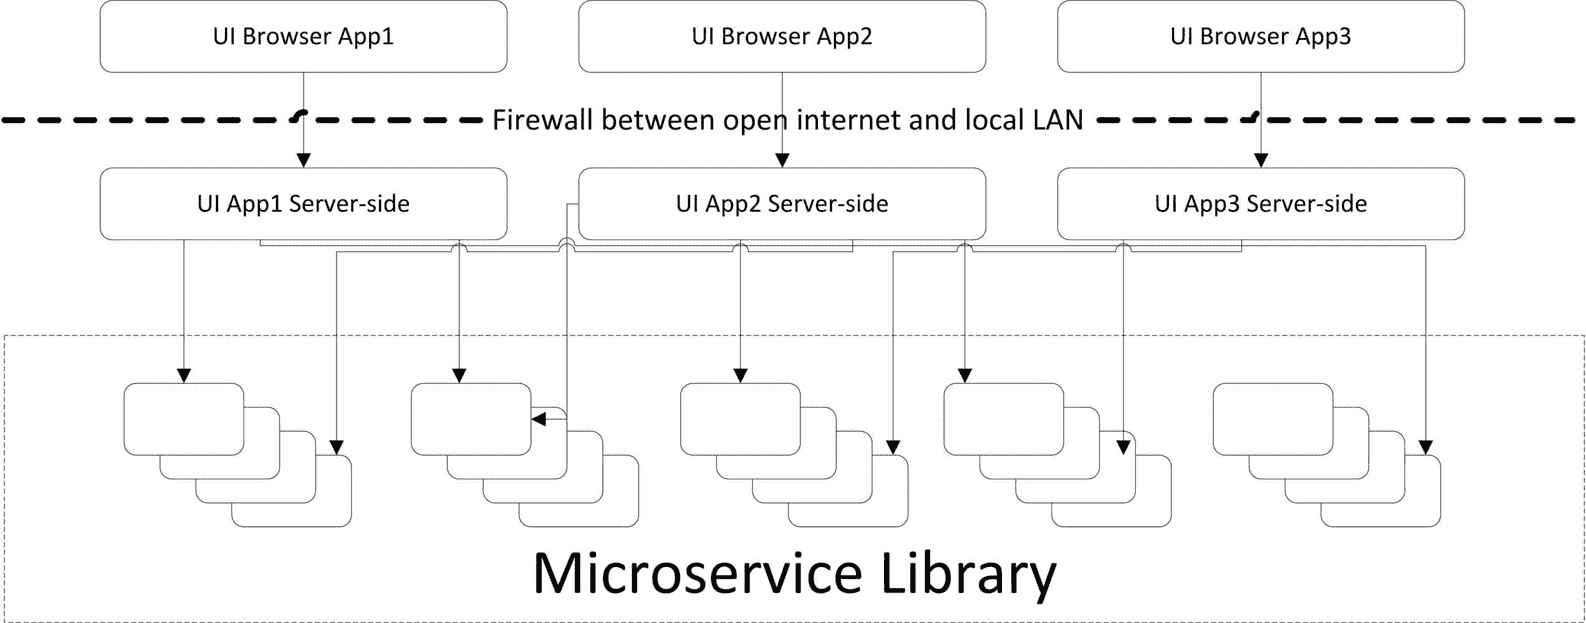 UI Browser App1
UI Browser App2
UI Browser App3
Firewall between open internet and local LAN
UI App1 Server-side
UI App2 Server-side
UI App3 Server-side
Microservice Library